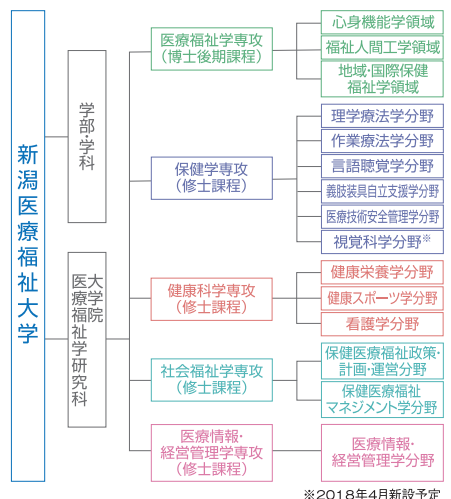 新潟医療福祉大学
学部・学科
大学院
医療福祉学研究科
医療福祉学専攻
（博士後期課程）
心身機能学領域
福祉人間工学領域
地域・国際保健
福祉学領域
保健学専攻
（修士課程）
理学療法学分野
作業療法学分野
言語聴覚学分野
義肢装具自立支援学分野
医療技術安全管理学分野
視覚科学分野※
健康科学専攻
（修士課程）
健康栄養学分野
健康スポーツ学分野
看護学分野
社会福祉学専攻
（修士課程）
保健医療福祉政策・
計画・運営分野
保健医療福祉
マネジメント学分野
医療情報・
経営管理学専攻
（修士課程）
医療情報・
経営管理学分野
※2018年4月新設予定